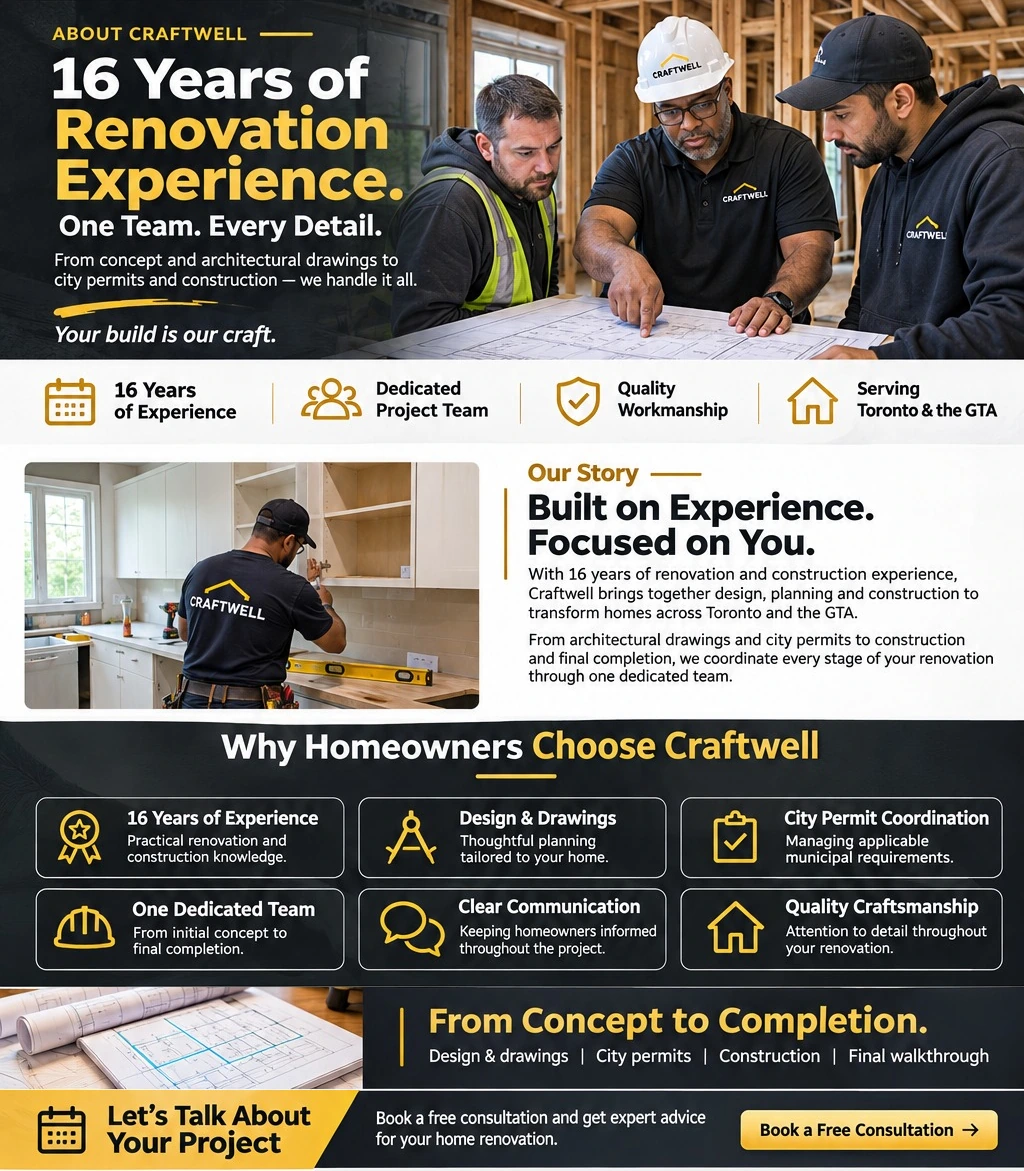 ABOUT CRAFTWELL
16 Years of
Renovation
Experience.
One Team. Every Detail.
From concept and architectural drawings to
city permits and construction — we handle it all.
Your build is our craft.
CRAFTWELL
CRAFTWELL
CRAFTWEL
16 Years
of Experience
Dedicated
Project Team
Quality
Workmanship
Serving
Toronto & the GTA
CRAFTWELL
Our Story
Built on Experience.
Focused on You.
With 16 years of renovation and construction experience,
Craftwell brings together design, planning and construction to
transform homes across Toronto and the GTA.
From architectural drawings and city permits to construction
and final completion, we coordinate every stage of your renovation
through one dedicated team.
Why Homeowners Choose Craftwell
16 Years of Experience
Practical renovation and
construction knowledge.
Design & Drawings
Thoughtful planning
tailored to your home.
City Permit Coordination
Managing applicable
municipal requirements.
One Dedicated Team
From initial concept to
final completion.
Clear Communication
Keeping homeowners informed
throughout the project.
Quality Craftsmanship
Attention to detail throughout
your renovation.
From Concept to Completion.
Design & drawings | City permits | Construction | Final walkthrough
Let's Talk About
Your Project
Book a free consultation and get expert advice
for your home renovation.
Book a Free Consultation →